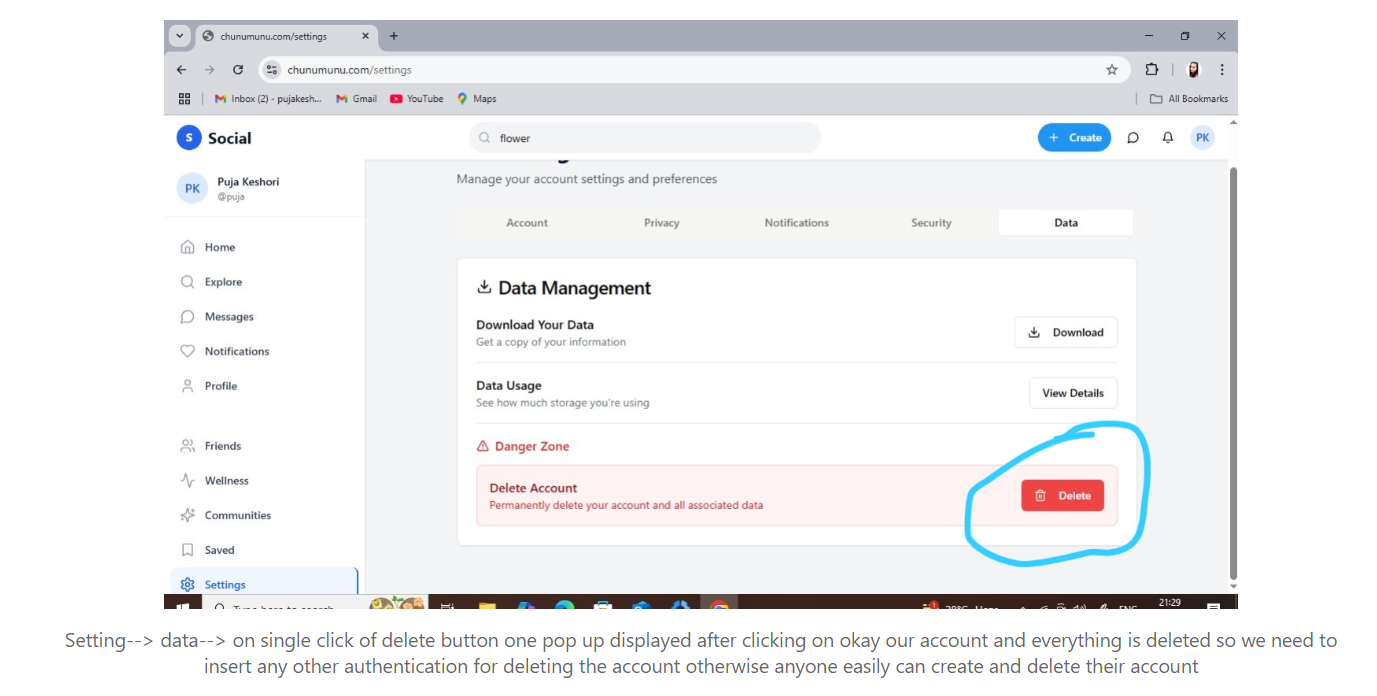 chunumunu.com/settings
chunumunu.com/settings
Inbox (2) - pujakesh... Gmail YouTube Maps All Bookmarks
S Social flower + Create PK
PK Puja Keshori
@puja
Manage your account settings and preferences
Account Privacy Notifications Security Data
Home
Explore
Messages
Notifications
Profile
Friends
Wellness
Communities
Saved
Settings
Data Management
Download Your Data
Get a copy of your information
Download
Data Usage
See how much storage you're using
View Details
Danger Zone
Delete Account
Permanently delete your account and all associated data
Delete
21:29
Setting--> data--> on single click of delete button one pop up displayed after clicking on okay our account and everything is deleted so we need to
insert any other authentication for deleting the account otherwise anyone easily can create and delete their account